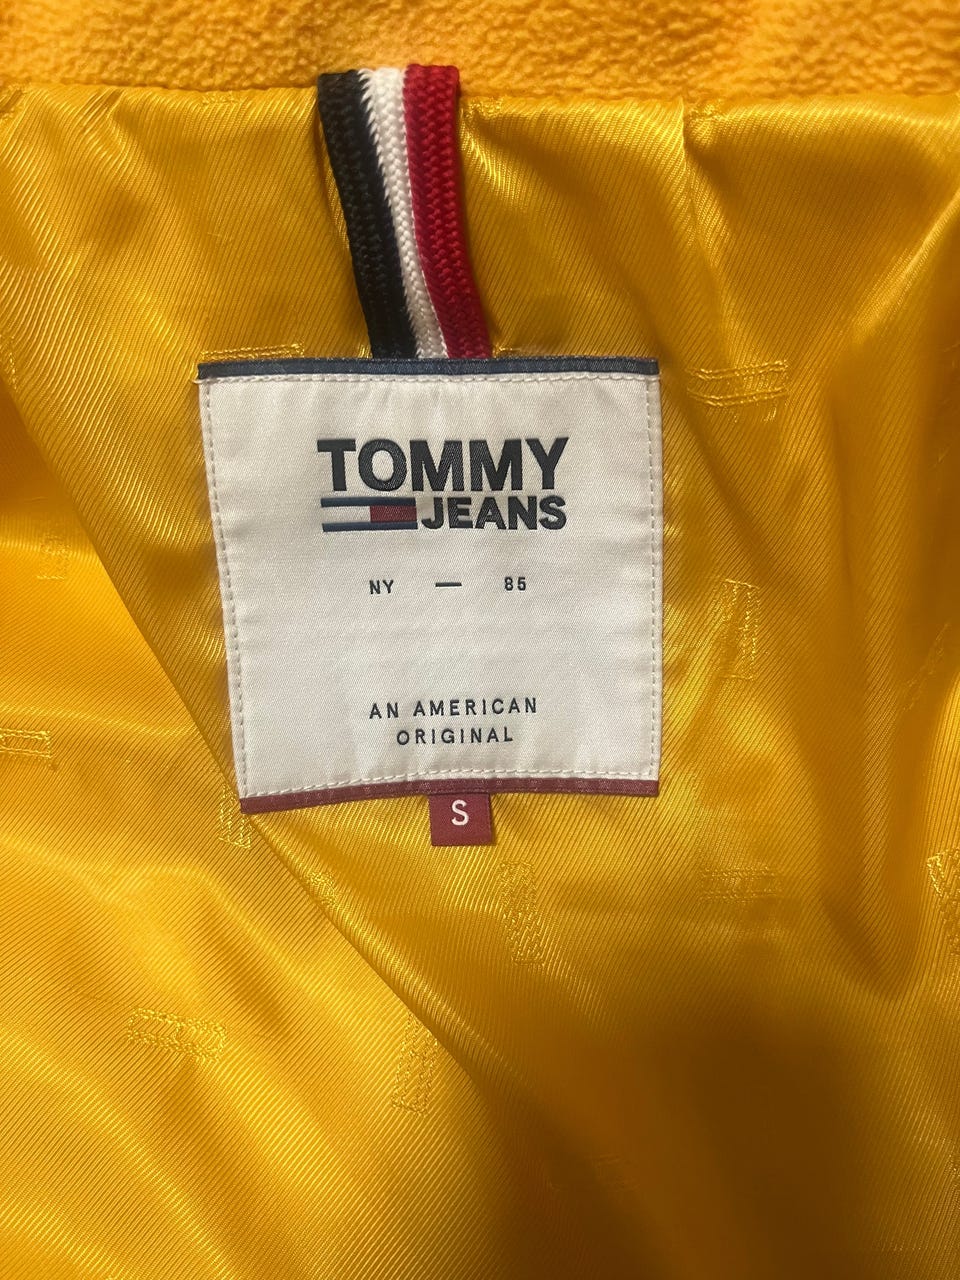 TOMMY
JEANS
NY — 85
AN AMERICAN
ORIGINAL
S